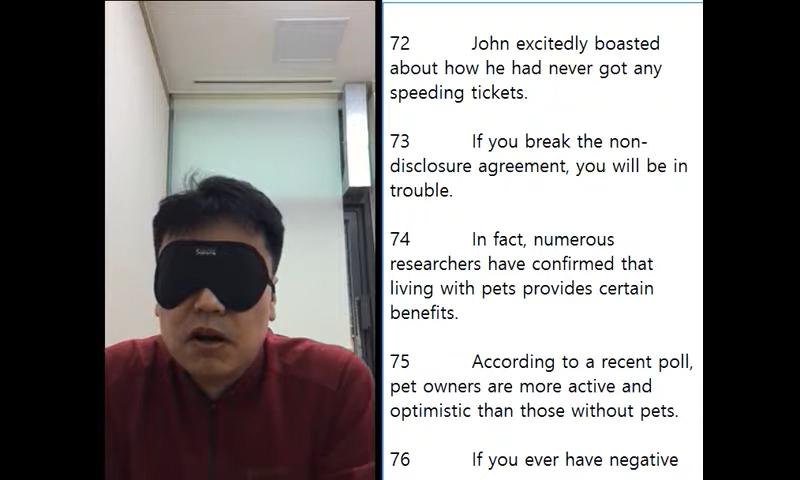 72 John excitedly boasted
about how he had never got any
speeding tickets.
73 If you break the non-
disclosure agreement, you will be in
trouble.
74 In fact, numerous
researchers have confirmed that
living with pets provides certain
benefits.
75 According to a recent poll,
pet owners are more active and
optimistic than those without pets.
76 If you ever have negative